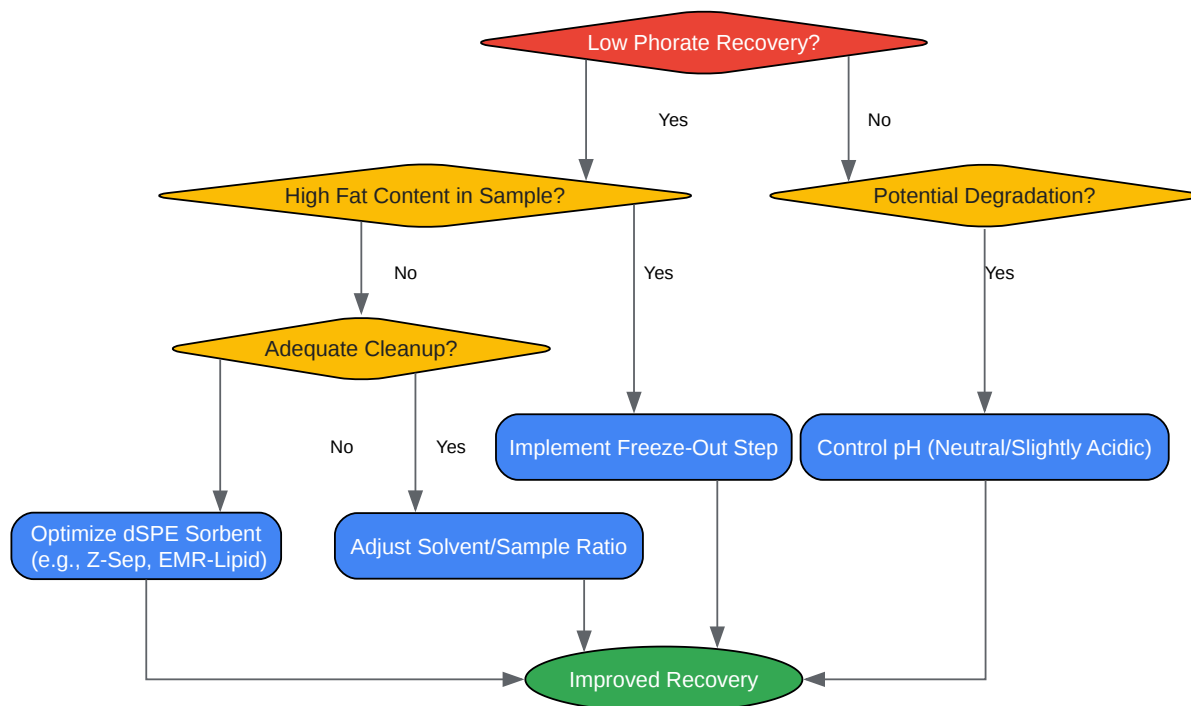 Low Phorate Recovery?
Yes
No
High Fat Content in Sample?
Potential Degradation?
No
Yes
Yes
Adequate Cleanup?
No
Yes
Implement Freeze-Out Step
Control pH (Neutral/Slightly Acidic)
Optimize dSPE Sorbent
(e.g., Z-Sep, EMR-Lipid)
Adjust Solvent/Sample Ratio
Improved Recovery